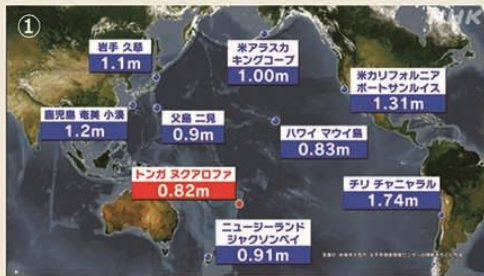 ①
NHK
岩手 久慈
1.1m
米アラスカ
キングコーブ
1.00m
米カリフォルニア
ポートサンルイス
1.31m
鹿児島 奄美 小湊
1.2m
父島 二見
0.9m
ハワイ マウイ島
0.83m
トンガ ヌクアロファ
0.82m
チリ チャニャラル
1.74m
ニュージーランド
ジャクソンベイ
0.91m